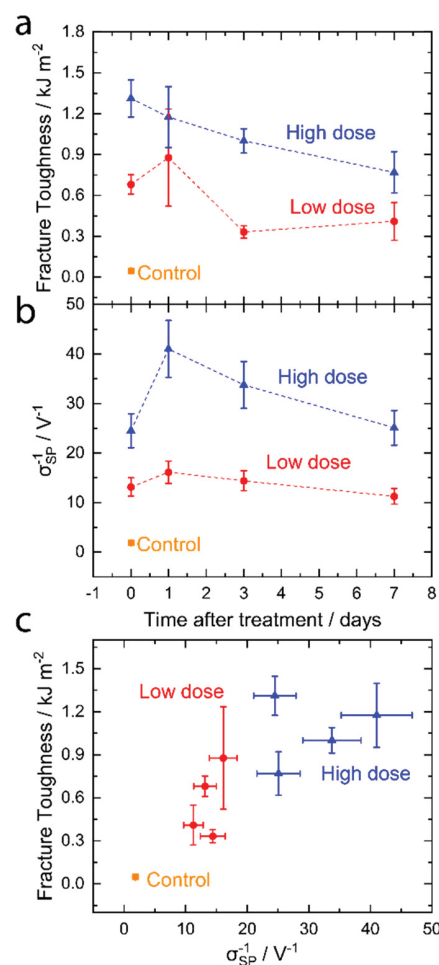 a
Fracture Toughness / kJ m⁻²
1.8
1.5
1.2
0.9
0.6
0.3
0.0
High dose
Low dose
Control
b
σ⁻¹SP / V⁻¹
50
40
30
20
10
0
High dose
Low dose
Control
-1 0 1 2 3 4 5 6 7 8
Time after treatment / days
c
Fracture Toughness / kJ m⁻²
1.5
1.2
0.9
0.6
0.3
0.0
Low dose
High dose
Control
0 10 20 30 40 50
σ⁻¹SP / V⁻¹